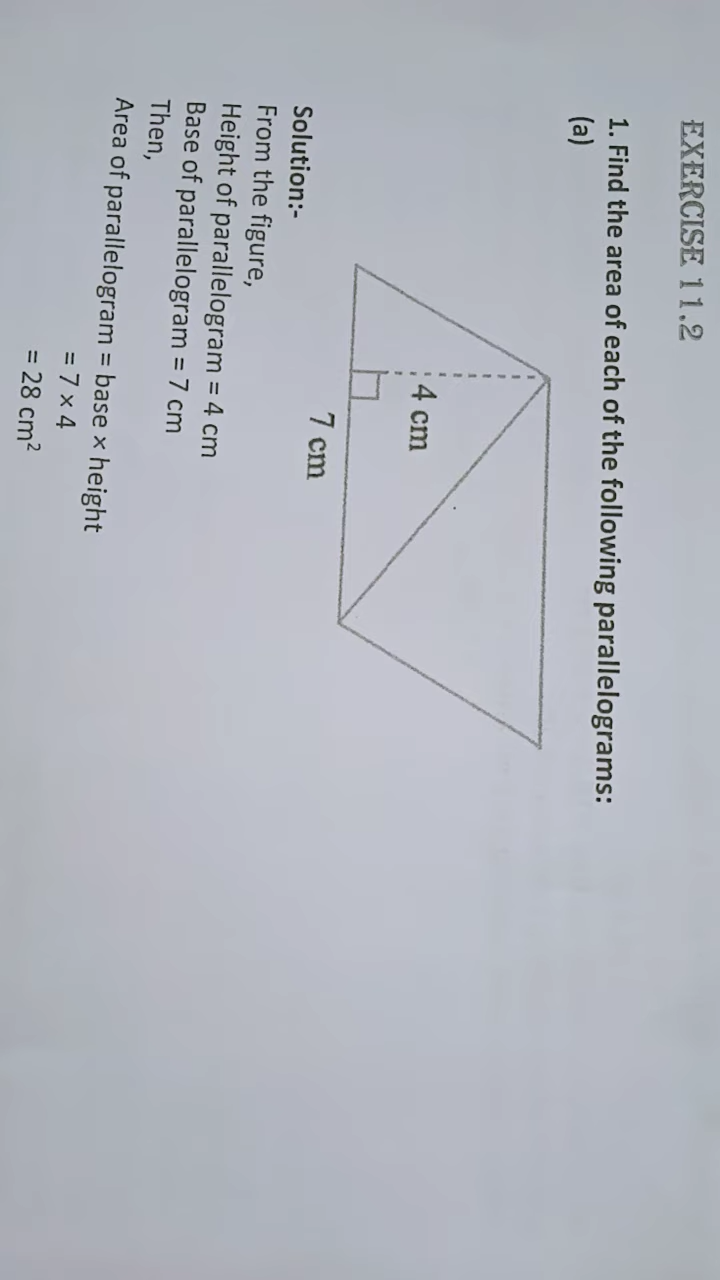 EXERCISE 11.2
1. Find the area of each of the following parallelograms:
(a)
4 cm
7 cm
Solution:-
From the figure,
Height of parallelogram = 4 cm
Base of parallelogram = 7 cm
Then,
Area of parallelogram = base × height
= 7 × 4
= 28 cm²